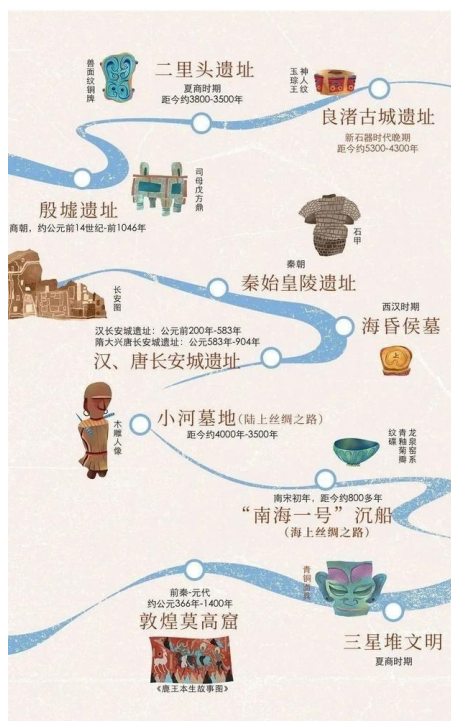 兽面纹铜牌
二里头遗址
夏商时期
距今约3800-3500年
神人纹
玉琮王
良渚古城遗址
新石器时代晚期
距今约5300-4300年
司母戊方鼎
殷墟遗址
商朝，约公元前14世纪-前1046年
石甲
秦朝
秦始皇陵遗址
长安图
西汉时期
海昏侯墓
汉长安城遗址：公元前200年-583年
隋大兴唐长安城遗址：公元583年-904年
汉、唐长安城遗址
木雕人像
小河墓地(陆上丝绸之路)
距今约4000年-3500年
龙泉窑系
青釉菊瓣
纹碟
南宋初年，距今约800多年
“南海一号”沉船
(海上丝绸之路)
前秦-元代
约公元366年-1400年
敦煌莫高窟
《鹿王本生故事图》
三星堆文明
夏商时期